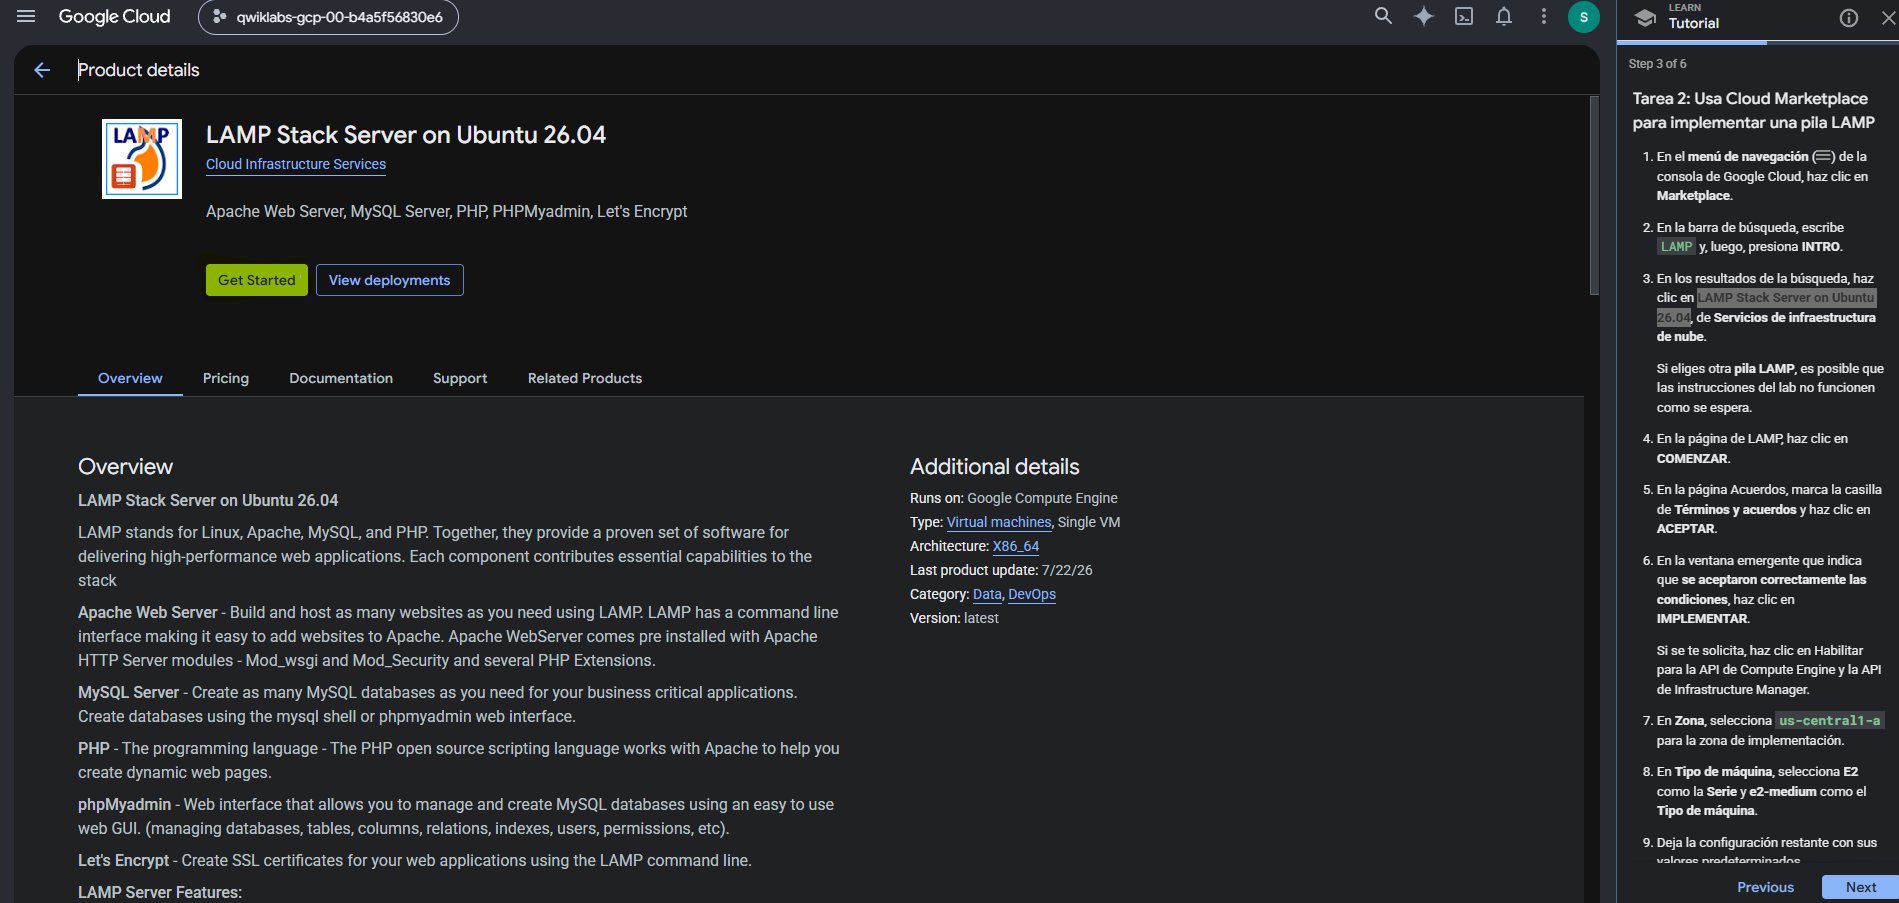 Google Cloud
qwiklabs-gcp-00-b4a5f56830e6
S
LEARN
Tutorial
Product details
LAMP
LAMP Stack Server on Ubuntu 26.04
Cloud Infrastructure Services
Apache Web Server, MySQL Server, PHP, PHPMyadmin, Let's Encrypt
Get Started
View deployments
Overview
Pricing
Documentation
Support
Related Products
Overview
LAMP Stack Server on Ubuntu 26.04
LAMP stands for Linux, Apache, MySQL, and PHP. Together, they provide a proven set of software for
delivering high-performance web applications. Each component contributes essential capabilities to the
stack
Apache Web Server - Build and host as many websites as you need using LAMP. LAMP has a command line
interface making it easy to add websites to Apache. Apache WebServer comes pre installed with Apache
HTTP Server modules - Mod_wsgi and Mod_Security and several PHP Extensions.
MySQL Server - Create as many MySQL databases as you need for your business critical applications.
Create databases using the mysql shell or phpmyadmin web interface.
PHP - The programming language - The PHP open source scripting language works with Apache to help you
create dynamic web pages.
phpMyadmin - Web interface that allows you to manage and create MySQL databases using an easy to use
web GUI. (managing databases, tables, columns, relations, indexes, users, permissions, etc).
Let's Encrypt - Create SSL certificates for your web applications using the LAMP command line.
LAMP Server Features:
Additional details
Runs on: Google Compute Engine
Type: Virtual machines, Single VM
Architecture: X86_64
Last product update: 7/22/26
Category: Data, DevOps
Version: latest
Step 3 of 6
Tarea 2: Usa Cloud Marketplace
para implementar una pila LAMP
1. En el menú de navegación (≡) de la
consola de Google Cloud, haz clic en
Marketplace.
2. En la barra de búsqueda, escribe
LAMP y, luego, presiona INTRO.
3. En los resultados de la búsqueda, haz
clic en LAMP Stack Server on Ubuntu
26.04, de Servicios de infraestructura
de nube.
Si eliges otra pila LAMP, es posible que
las instrucciones del lab no funcionen
como se espera.
4. En la página de LAMP, haz clic en
COMENZAR.
5. En la página Acuerdos, marca la casilla
de Términos y acuerdos y haz clic en
ACEPTAR.
6. En la ventana emergente que indica
que se aceptaron correctamente las
condiciones, haz clic en
IMPLEMENTAR.
Si se te solicita, haz clic en Habilitar
para la API de Compute Engine y la API
de Infrastructure Manager.
7. En Zona, selecciona us-central1-a
para la zona de implementación.
8. En Tipo de máquina, selecciona E2
como la Serie y e2-medium como el
Tipo de máquina.
9. Deja la configuración restante con sus
valores predeterminados
Previous
Next